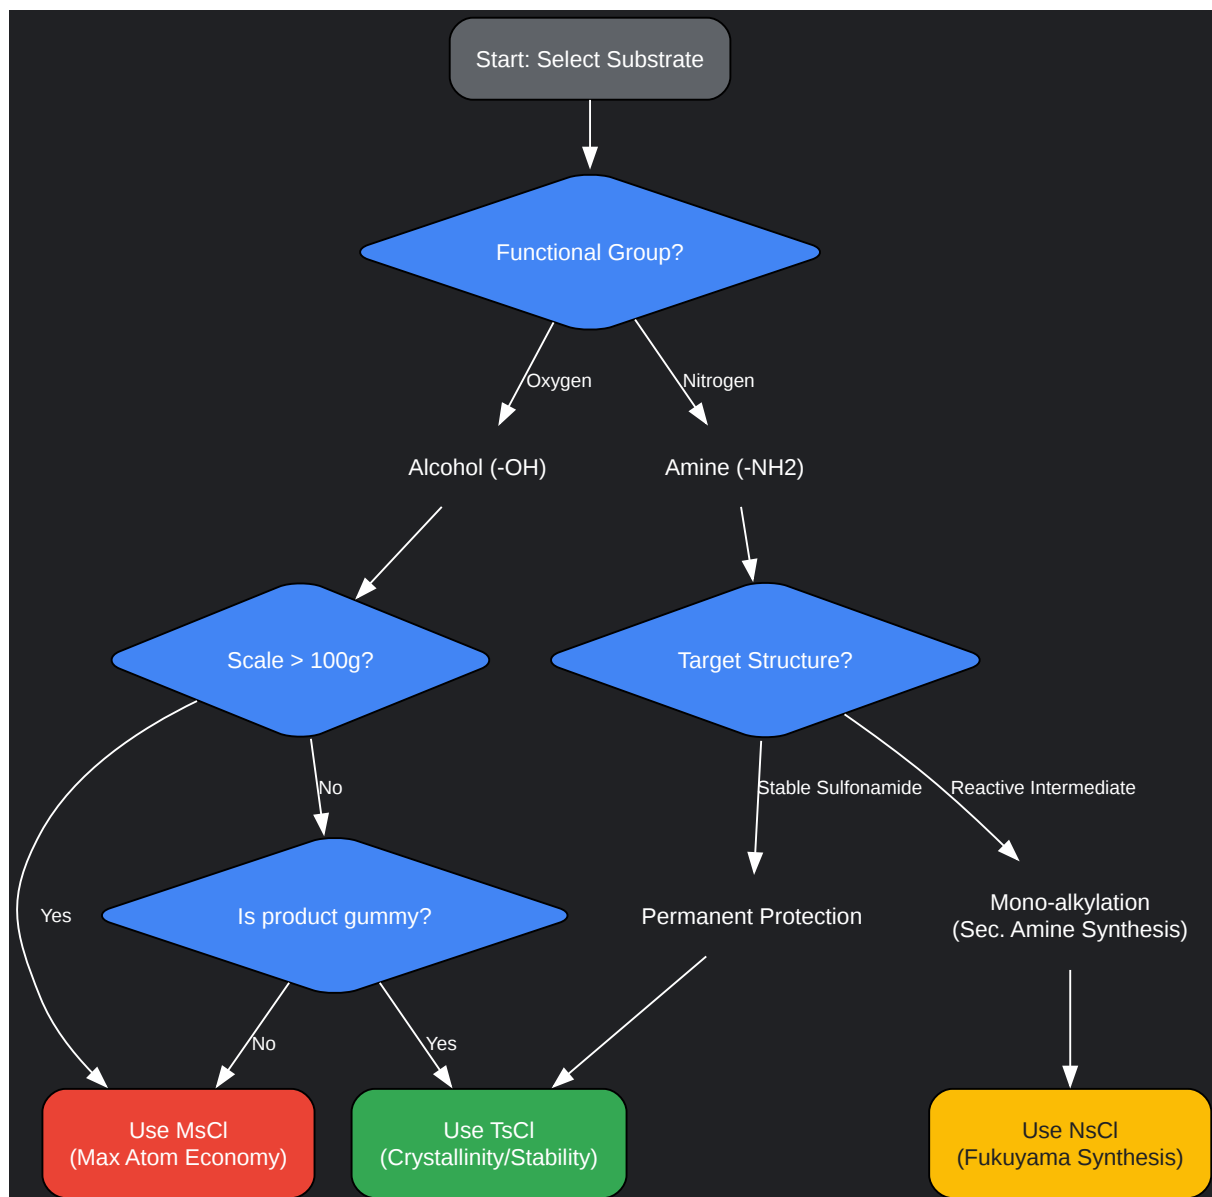 Start: Select Substrate
Functional Group?
Oxygen
Nitrogen
Alcohol (-OH)
Amine (-NH2)
Scale > 100g?
Target Structure?
No
Stable Sulfonamide
Reactive Intermediate
Yes
Is product gummy?
Permanent Protection
Mono-alkylation
(Sec. Amine Synthesis)
No
Yes
Use MsCl
(Max Atom Economy)
Use TsCl
(Crystallinity/Stability)
Use NsCl
(Fukuyama Synthesis)